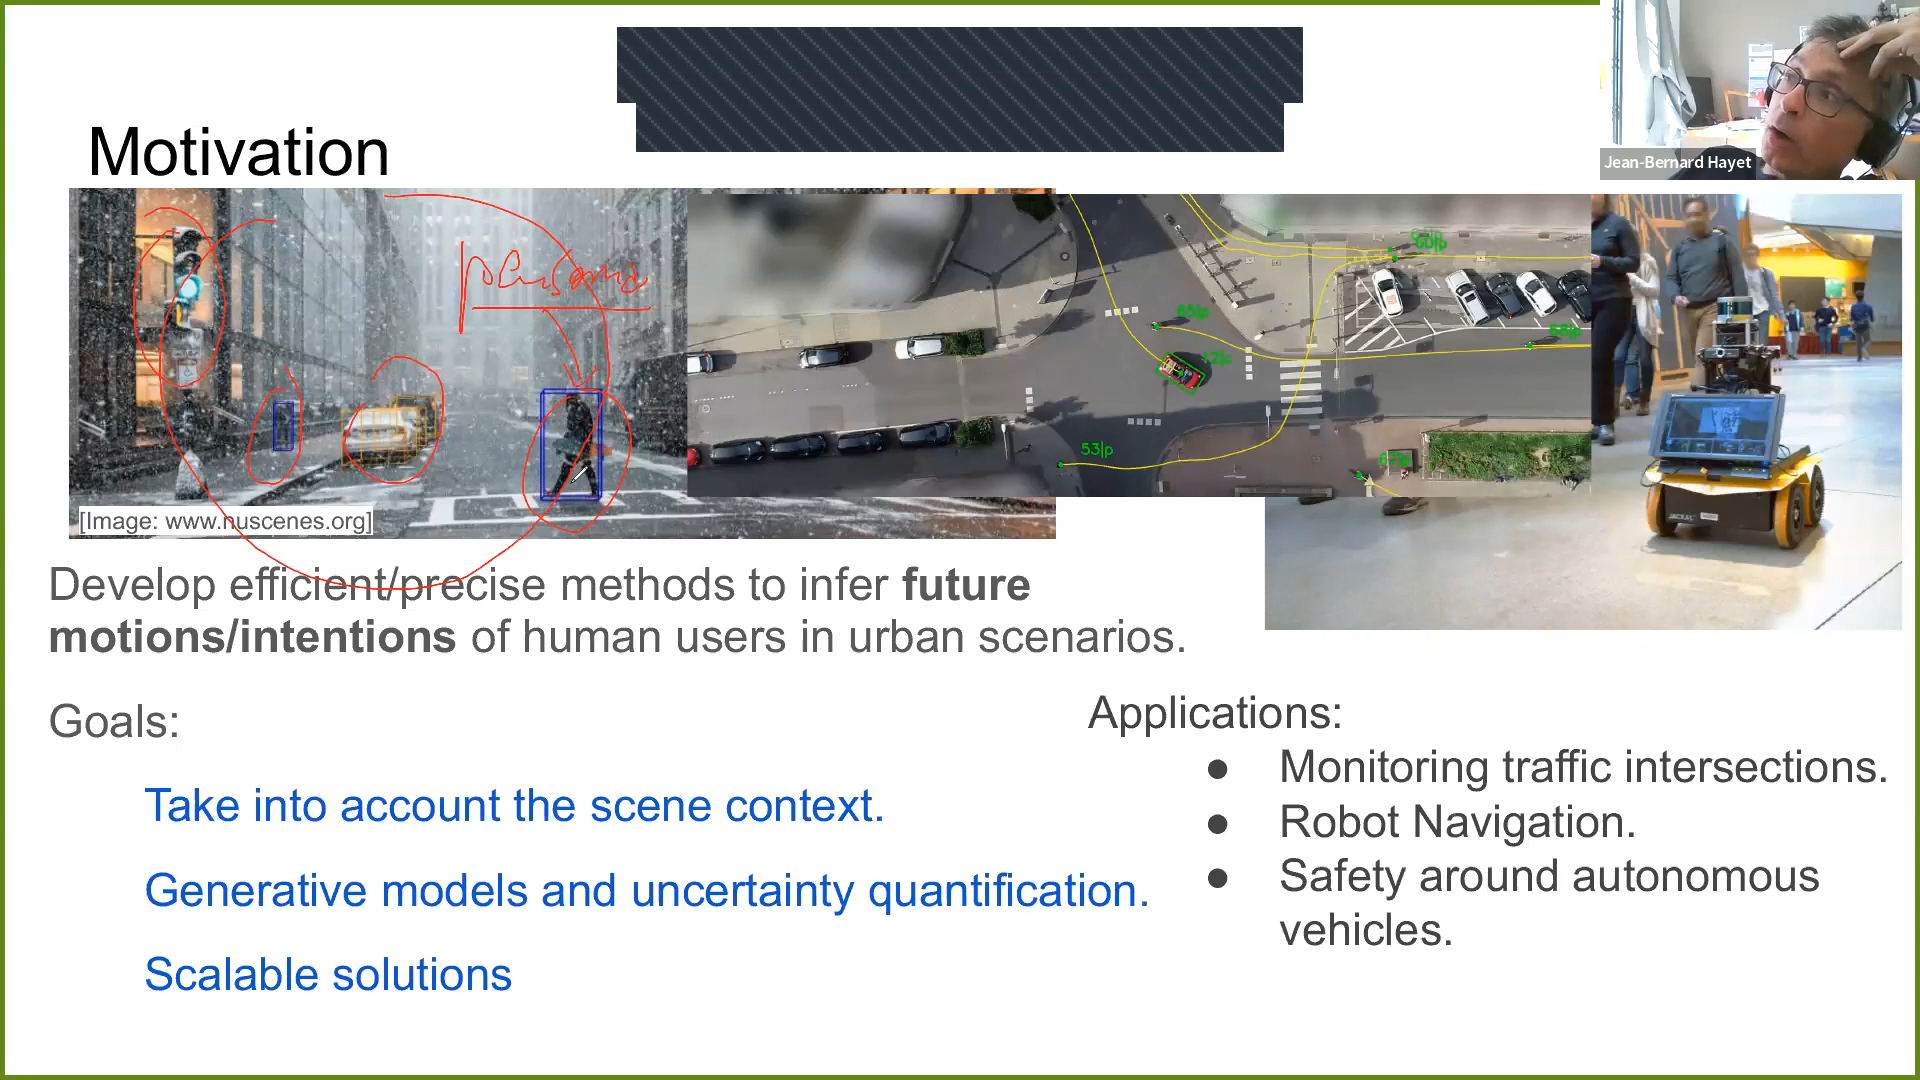 Jean-Bernard Hayet
Motivation
53|p
[Image: www.nuscenes.org]
JACKAL
Develop efficient/precise methods to infer future
motions/intentions of human users in urban scenarios.
Goals:
Take into account the scene context.
Generative models and uncertainty quantification.
Scalable solutions
Applications:
● Monitoring traffic intersections.
● Robot Navigation.
● Safety around autonomous
vehicles.